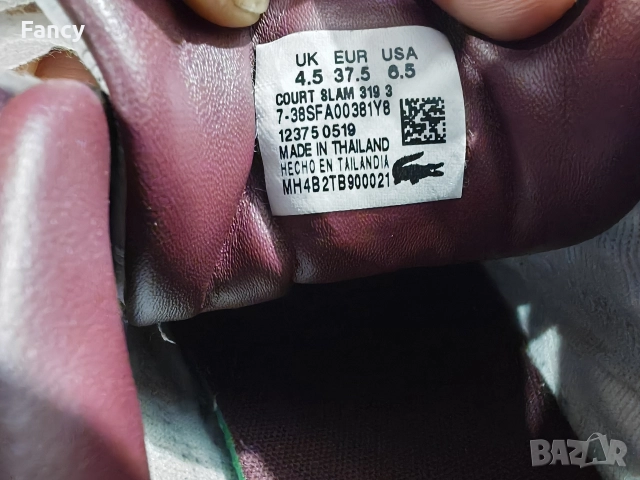 Fancy
UK EUR USA
4.5 37.5 6.5
COURT SLAM 319 3
7-38SFA00381Y8
12375 0519
MADE IN THAILAND
HECHO EN TAILANDIA
MH4B2TB900021
BAZAR